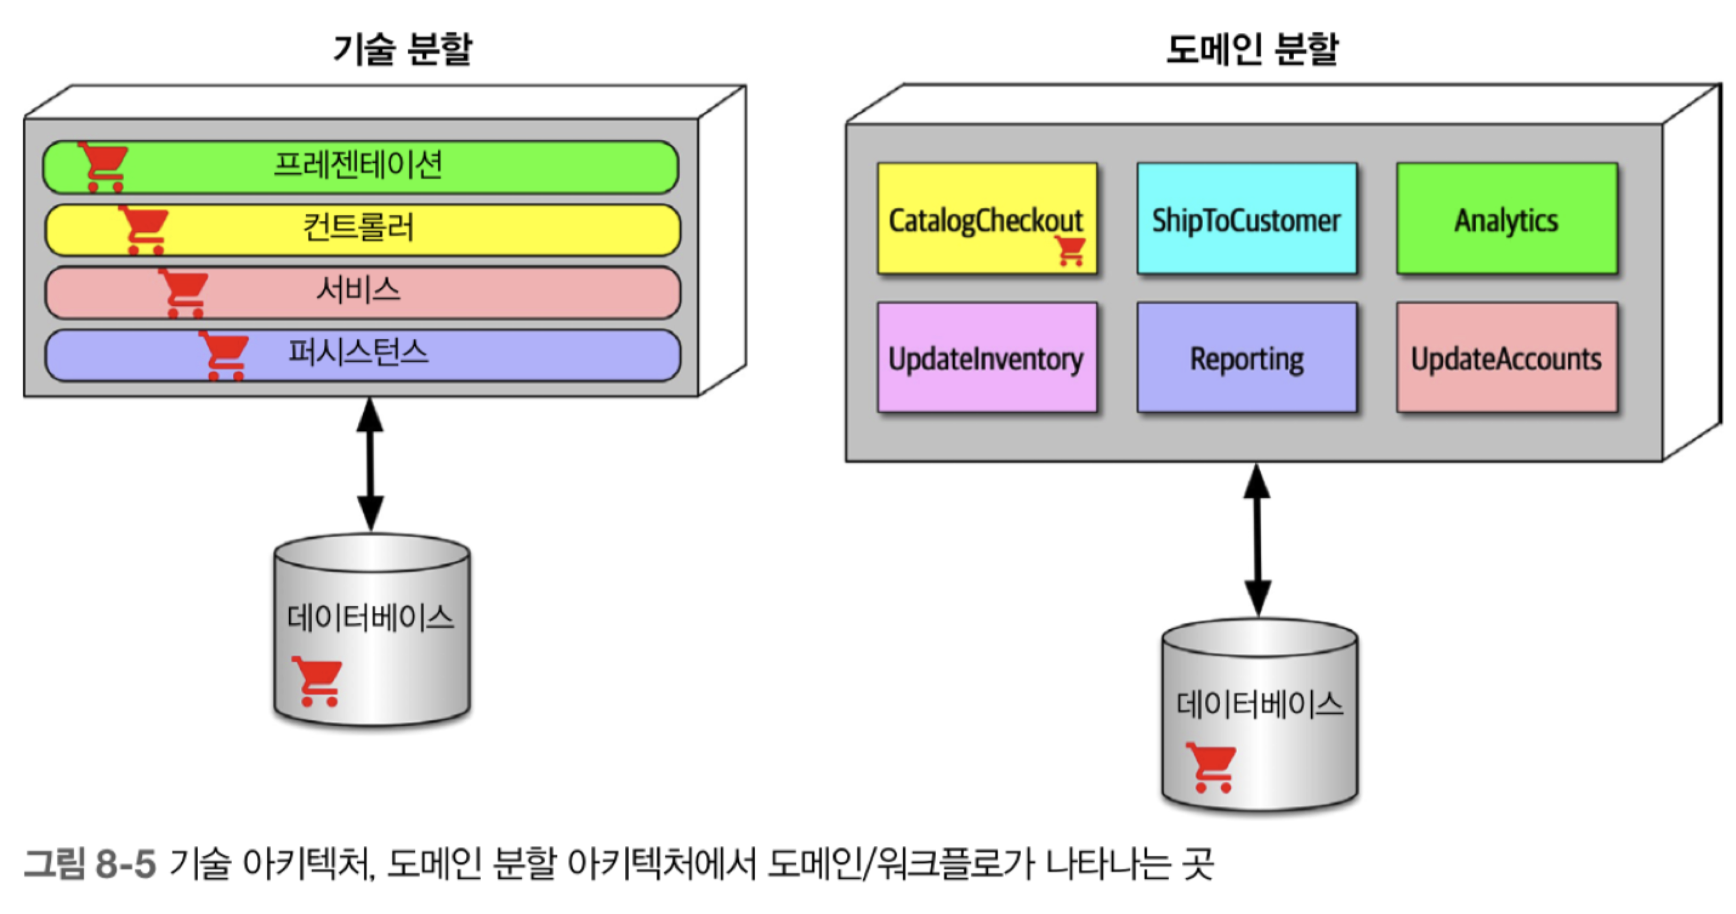 기술 분할
프레젠테이션
컨트롤러
서비스
퍼시스턴스
데이터베이스
도메인 분할
CatalogCheckout
ShipToCustomer
Analytics
UpdateInventory
Reporting
UpdateAccounts
데이터베이스
그림 8-5 기술 아키텍처, 도메인 분할 아키텍처에서 도메인/워크플로가 나타나는 곳